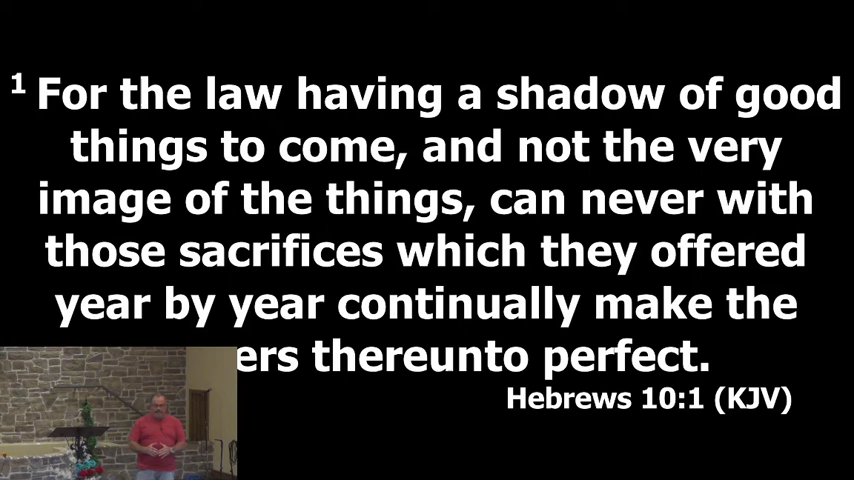 1 For the law having a shadow of good
things to come, and not the very
image of the things, can never with
those sacrifices which they offered
year by year continually make the
ers thereunto perfect.
Hebrews 10:1 (KJV)